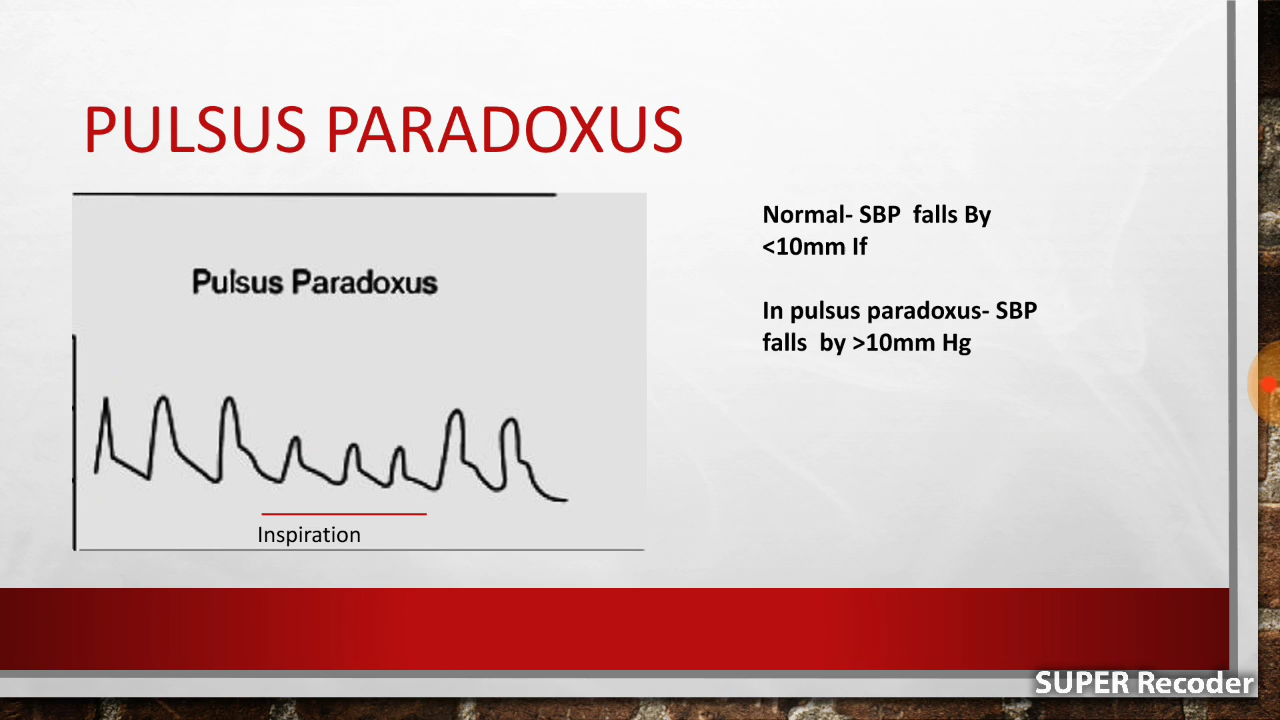 PULSUS PARADOXUS
Pulsus Paradoxus
Inspiration
Normal- SBP  falls By
<10mm If
In pulsus paradoxus- SBP
falls  by >10mm Hg
SUPER Recoder